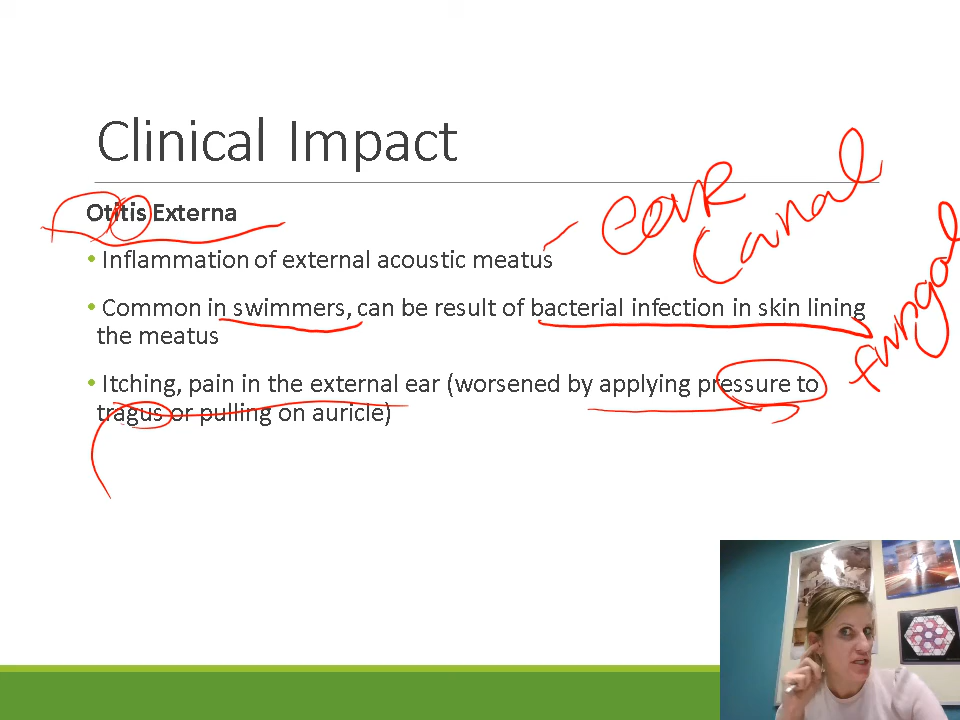 Clinical Impact
Otitis Externa
• Inflammation of external acoustic meatus
• Common in swimmers, can be result of bacterial infection in skin lining
the meatus
• Itching, pain in the external ear (worsened by applying pressure to
tragus or pulling on auricle)
ear
canal
fungal